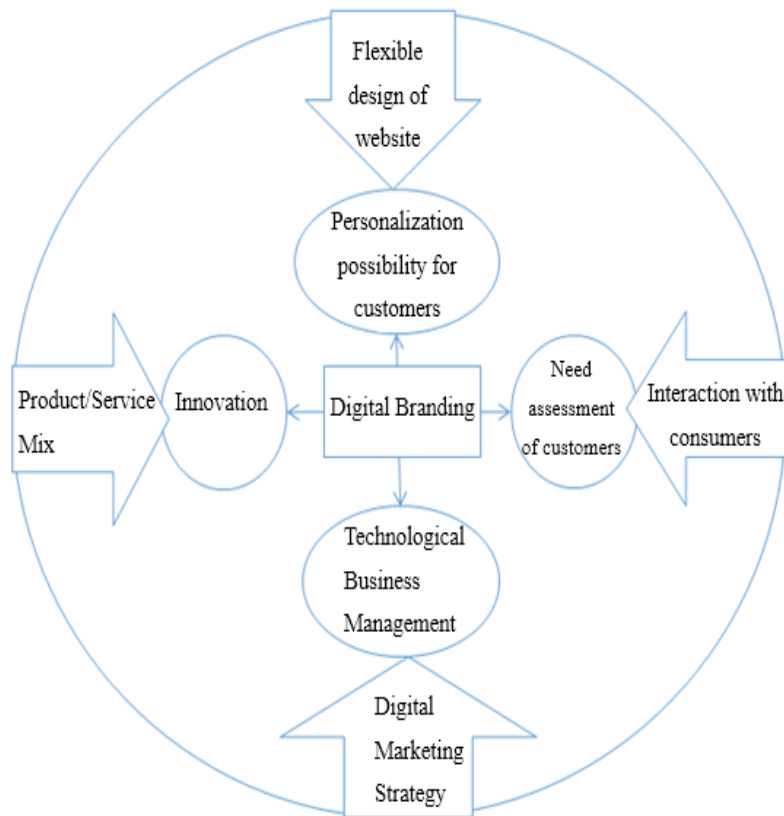 Flexible
design of
website
Personalization
possibility for
customers
Product/Service
Mix
Innovation
Digital Branding
Need
assessment
of customers
Interaction with
consumers
Technological
Business
Management
Digital
Marketing
Strategy